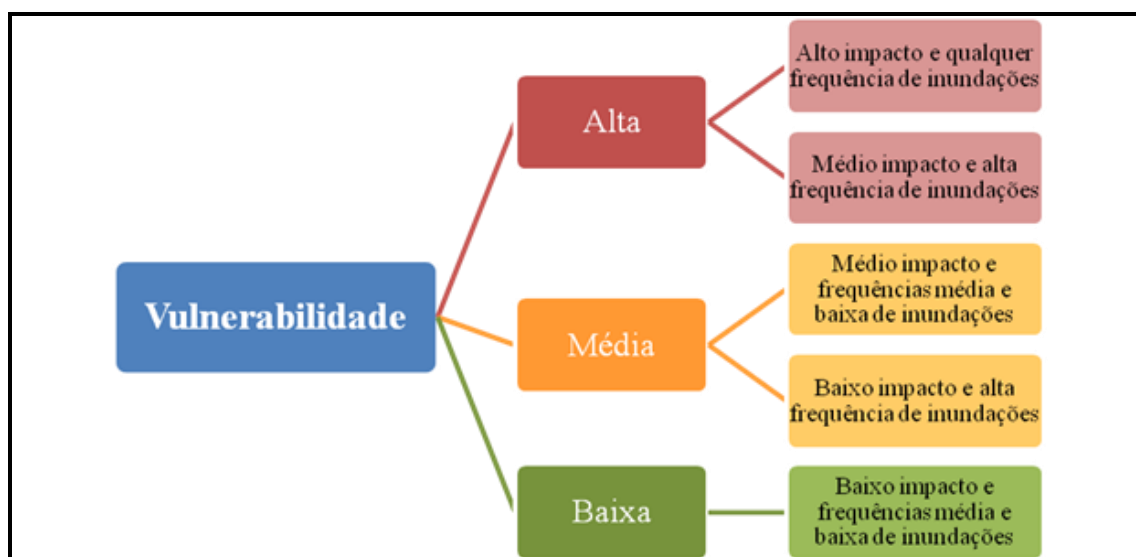 Vulnerabilidade
Alta
Alto impacto e qualquer
frequência de inundações
Médio impacto e alta
frequência de inundações
Média
Médio impacto e
frequências média e
baixa de inundações
Baixo impacto e alta
frequência de inundações
Baixa
Baixo impacto e
frequências média e
baixa de inundações